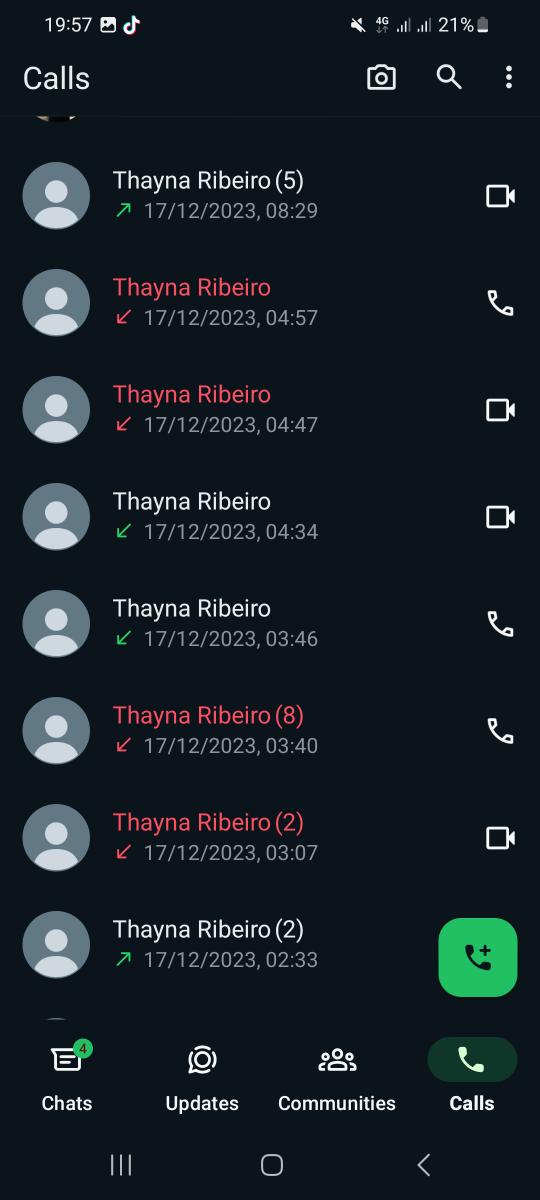 19:57 4G 21%
Calls
Thayna Ribeiro (5)
17/12/2023, 08:29
Thayna Ribeiro
17/12/2023, 04:57
Thayna Ribeiro
17/12/2023, 04:47
Thayna Ribeiro
17/12/2023, 04:34
Thayna Ribeiro
17/12/2023, 03:46
Thayna Ribeiro (8)
17/12/2023, 03:40
Thayna Ribeiro (2)
17/12/2023, 03:07
Thayna Ribeiro (2)
17/12/2023, 02:33
4
Chats Updates Communities Calls